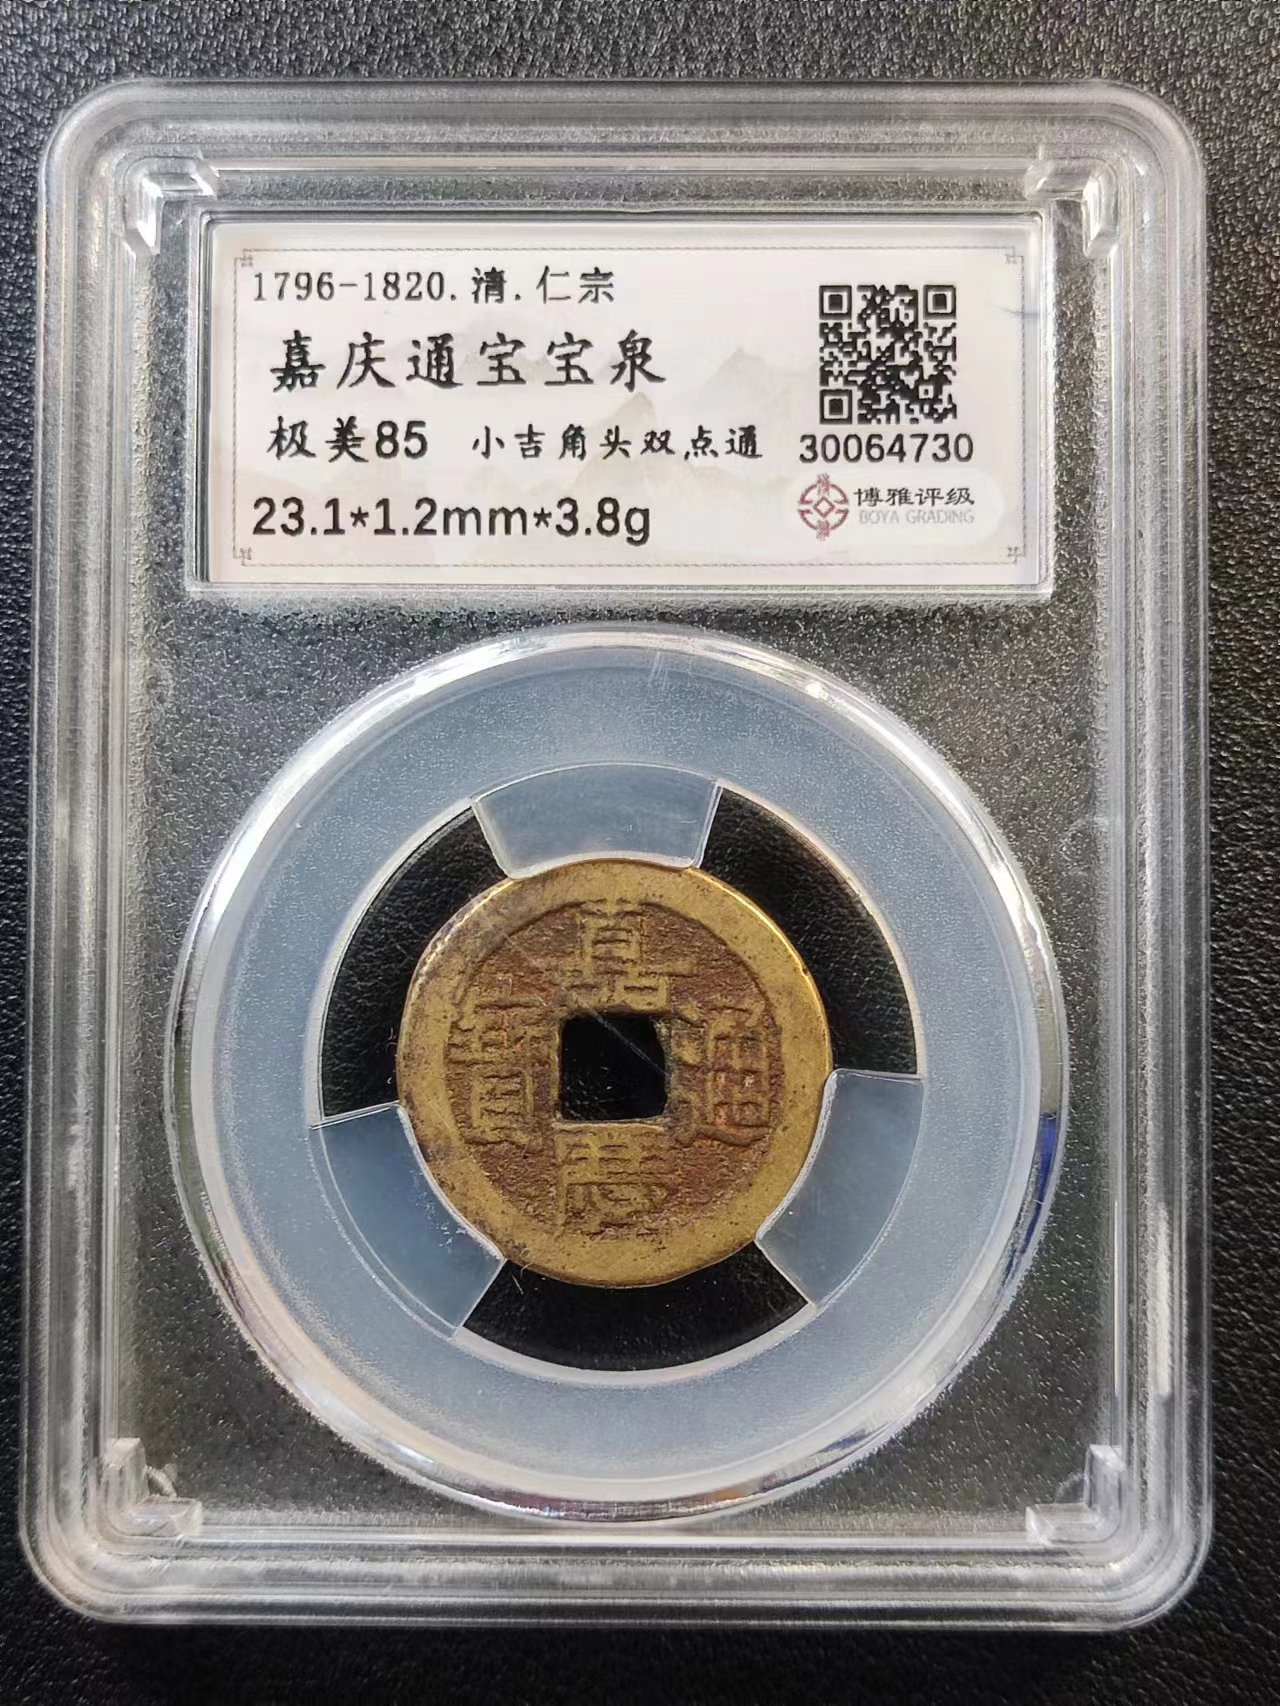 1796-1820.清.仁宗
嘉庆通宝宝泉
极美85 小吉角头双点通
30064730
23.1*1.2mm*3.8g
博雅评级
BOYA GRADING
嘉
寶 通
慶